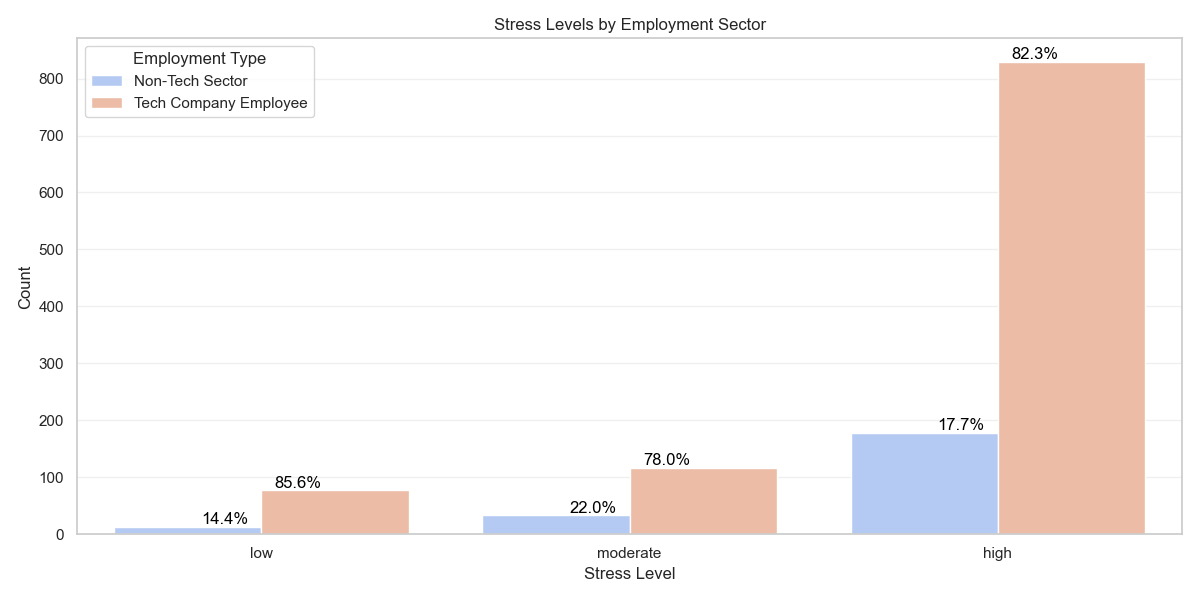 Stress Levels by Employment Sector
Employment Type
Non-Tech Sector
Tech Company Employee
Count
800
700
600
500
400
300
200
100
0
14.4%
85.6%
22.0%
78.0%
17.7%
82.3%
low
moderate
high
Stress Level